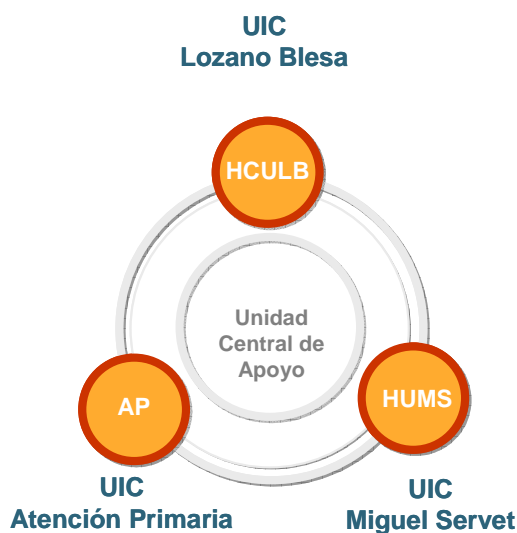 UIC
Lozano Blesa
HCULB
Unidad
Central de
Apoyo
AP
HUMS
UIC
Atención Primaria
UIC
Miguel Servet